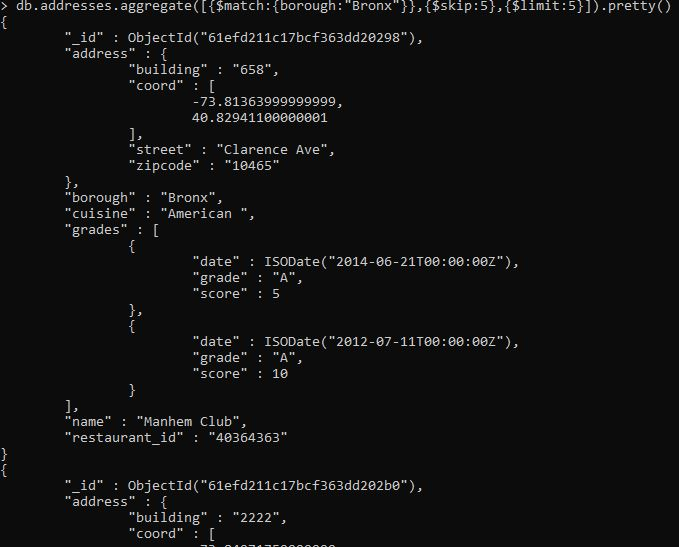 > db.addresses.aggregate([{$match:{borough:"Bronx"}},{$skip:5},{$limit:5}]).pretty()
{
"_id" : ObjectId("61efd211c17bcf363dd20298"),
"address" : {
"building" : "658",
"coord" : [
-73.81363999999999,
40.82941100000001
],
"street" : "Clarence Ave",
"zipcode" : "10465"
},
"borough" : "Bronx",
"cuisine" : "American ",
"grades" : [
{
"date" : ISODate("2014-06-21T00:00:00Z"),
"grade" : "A",
"score" : 5
},
{
"date" : ISODate("2012-07-11T00:00:00Z"),
"grade" : "A",
"score" : 10
}
],
"name" : "Manhem Club",
"restaurant_id" : "40364363"
}
{
"_id" : ObjectId("61efd211c17bcf363dd202b0"),
"address" : {
"building" : "2222",
"coord" : [